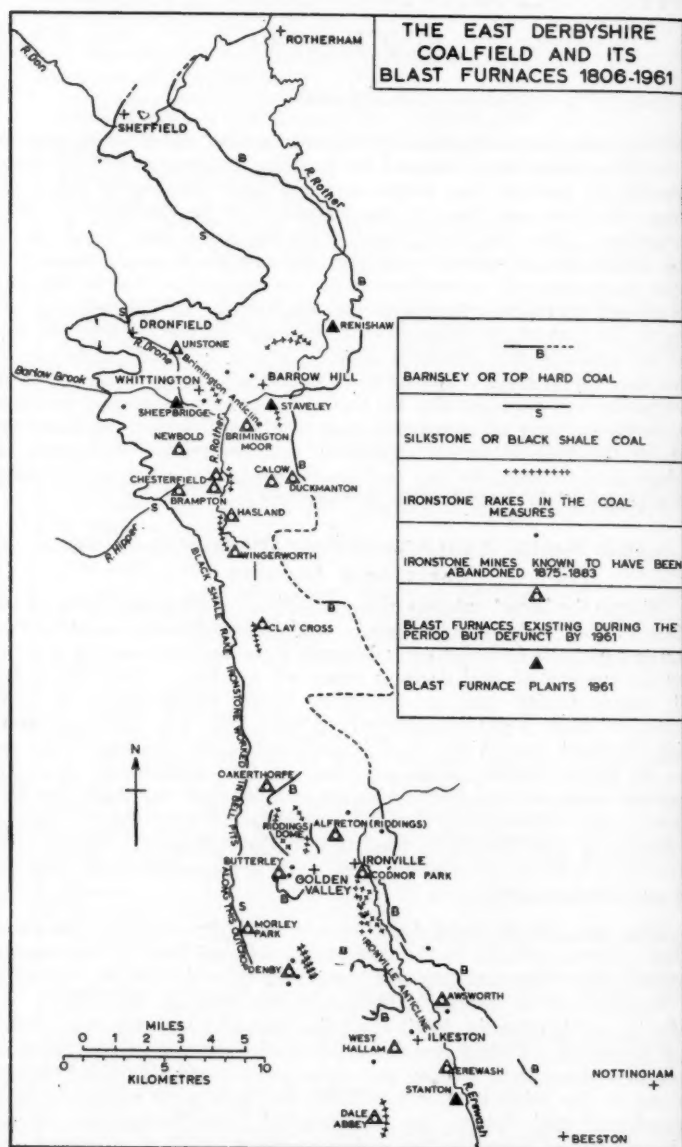 THE EAST DERBYSHIRE
COALFIELD AND ITS
BLAST FURNACES 1806-1961
ROTHERHAM
R. Don
SHEFFIELD
B
R. Rother
S
B
DRONFIELD
S
R. Drone
UNSTONE
RENISHAW
Brimington Anticline
Barlow Brook
WHITTINGTON
BARROW HILL
SHEEPBRIDGE
STAVELEY
NEWBOLD
R. Rother
BRIMINGTON
MOOR
B
CALOW
DUCKMANTON
CHESTERFIELD
BRAMPTON
S
HASLAND
R. Hipper
WINGERWORTH
BLACK SHALE RAKE IRONSTONE WORKED IN BELL PITS ALONG THIS OUTCROP
B
CLAY CROSS
N
OAKERTHORPE
B
RIDDINGS
DOME
ALFRETON (RIDDINGS)
BUTTERLEY
IRONVILLE
GOLDEN
VALLEY
CODNOR PARK
B
B
S
MORLEY
PARK
B
IRONVILLE ANTICLINE
B
DENBY
AWSWORTH
WEST
HALLAM
ILKESTON
B
EREWASH
NOTTINGHAM
STANTON
R. Erewash
DALE
ABBEY
BEESTON
MILES
0 1 2 3 4 5
0 10
KILOMETRES
B
BARNSLEY OR TOP HARD COAL
S
SILKSTONE OR BLACK SHALE COAL
IRONSTONE RAKES IN THE COAL
MEASURES
IRONSTONE MINES KNOWN TO HAVE BEEN
ABANDONED 1875-1883
BLAST FURNACES EXISTING DURING THE
PERIOD BUT DEFUNCT BY 1961
BLAST FURNACE PLANTS 1961